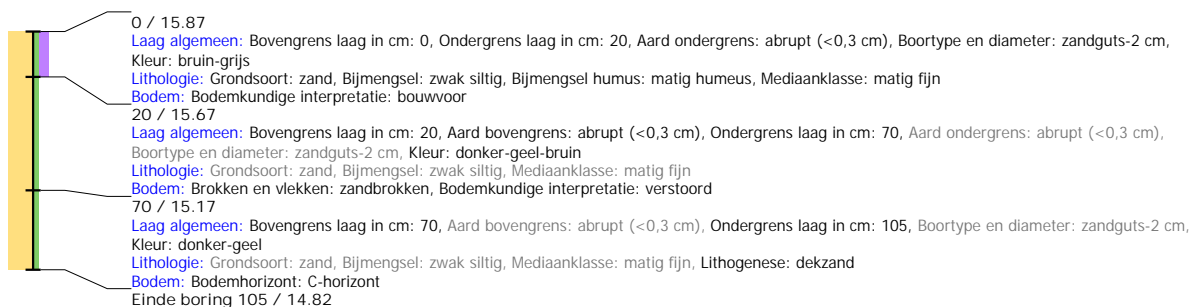 0 / 15.87
Laag algemeen: Bovengrens laag in cm: 0, Ondergrens laag in cm: 20, Aard ondergrens: abrupt (<0,3 cm), Boortype en diameter: zandguts-2 cm,
Kleur: bruin-grijs
Lithologie: Grondsoort: zand, Bijmengsel: zwak siltig, Bijmengsel humus: matig humeus, Mediaanklasse: matig fijn
Bodem: Bodemkundige interpretatie: bouwvoor
20 / 15.67
Laag algemeen: Bovengrens laag in cm: 20, Aard bovengrens: abrupt (<0,3 cm), Ondergrens laag in cm: 70, Aard ondergrens: abrupt (<0,3 cm),
Boortype en diameter: zandguts-2 cm, Kleur: donker-geel-bruin
Lithologie: Grondsoort: zand, Bijmengsel: zwak siltig, Mediaanklasse: matig fijn
Bodem: Brokken en vlekken: zandbrokken, Bodemkundige interpretatie: verstoord
70 / 15.17
Laag algemeen: Bovengrens laag in cm: 70, Aard bovengrens: abrupt (<0,3 cm), Ondergrens laag in cm: 105, Boortype en diameter: zandguts-2 cm,
Kleur: donker-geel
Lithologie: Grondsoort: zand, Bijmengsel: zwak siltig, Mediaanklasse: matig fijn, Lithogenese: dekzand
Bodem: Bodemhorizont: C-horizont
Einde boring 105 / 14.82